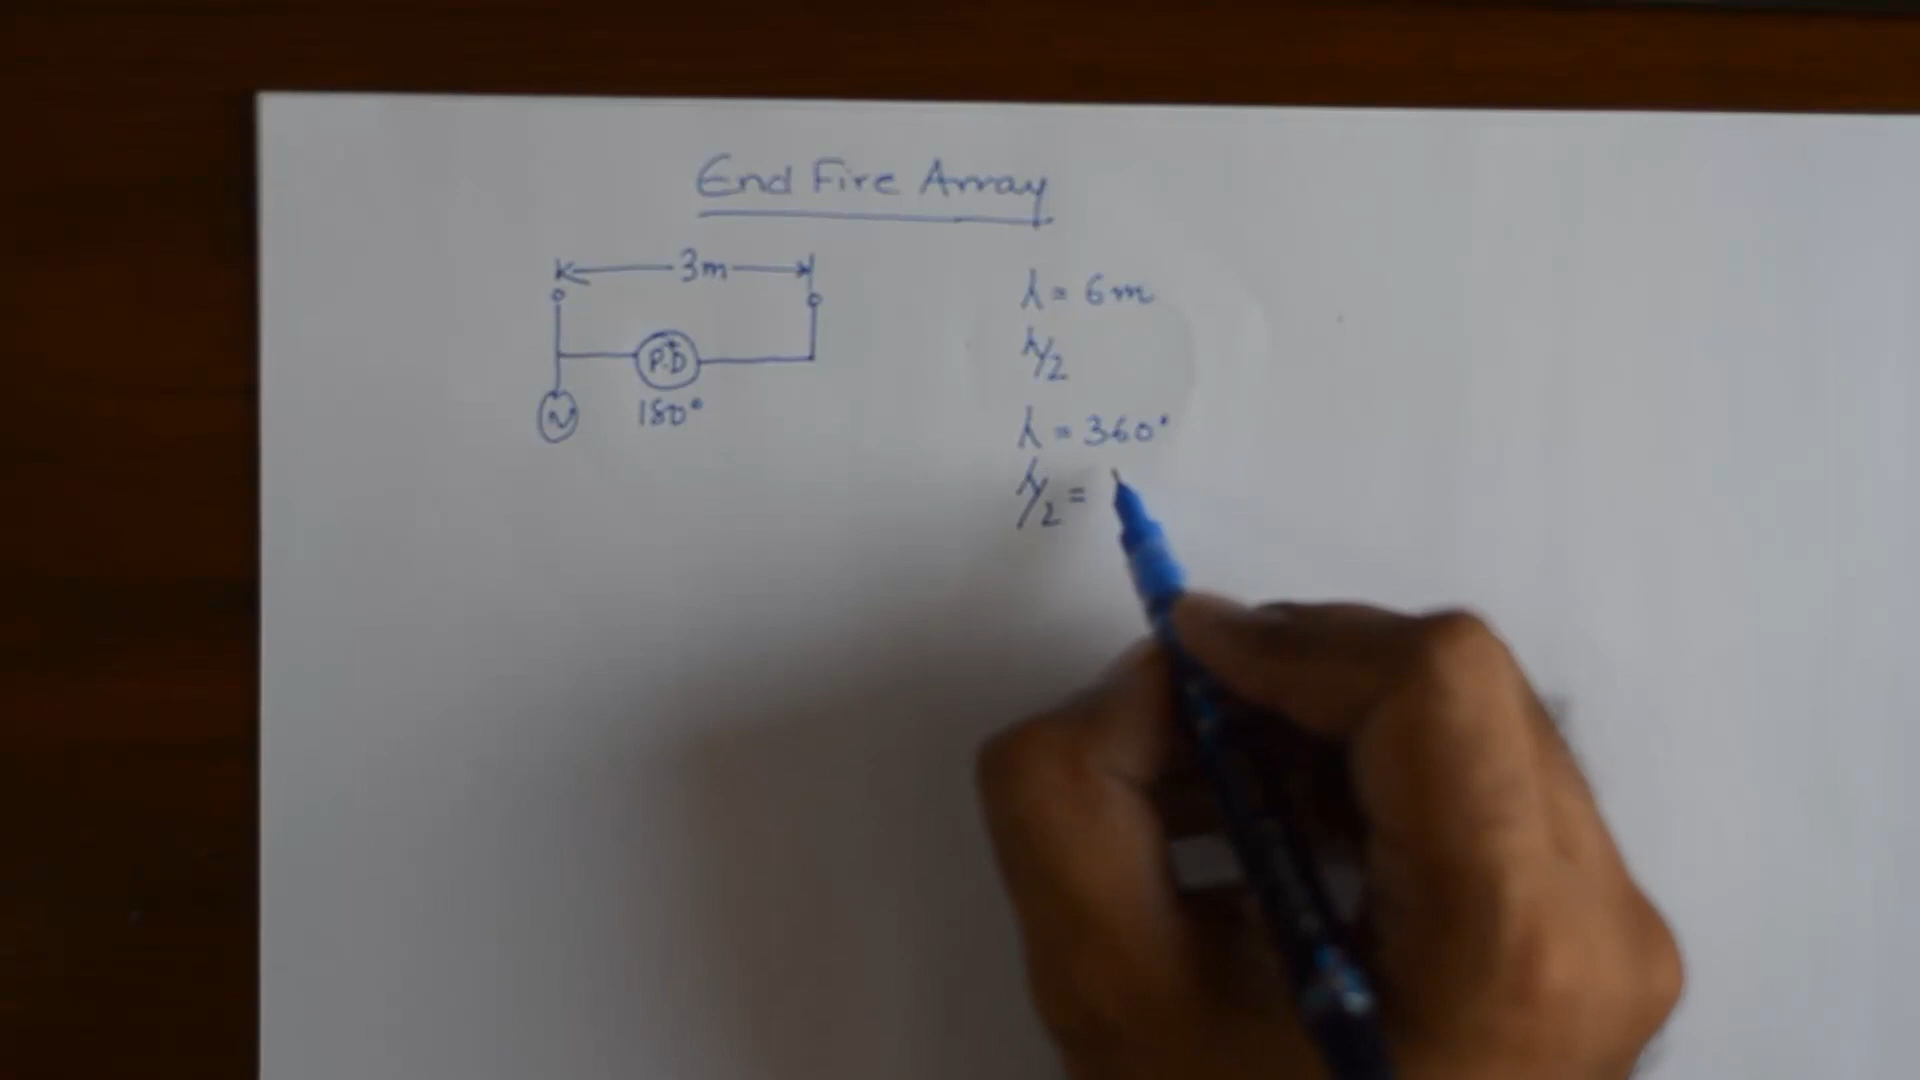 End Fire Array
3m
P.D
180°
λ = 6m
λ/2
λ = 360°
λ/2 =